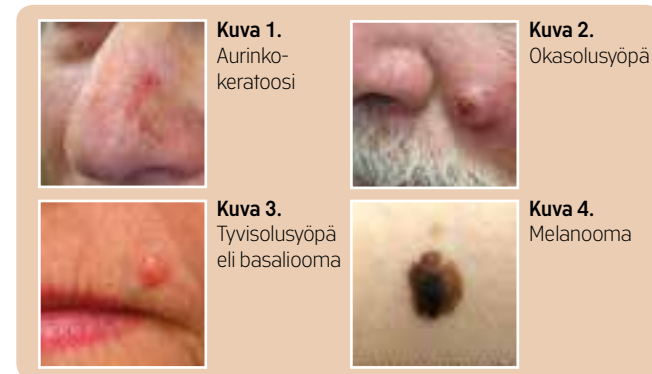 Kuva 1.
Aurinko-
keratoosi
Kuva 2.
Okasolusyöpä
Kuva 3.
Tyvisolusyöpä
eli basaliooma
Kuva 4.
Melanooma